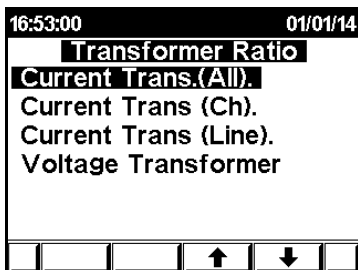 16:53:00 01/01/14
Transformer Ratio
Current Trans.(All).
Current Trans (Ch).
Current Trans (Line).
Voltage Transformer